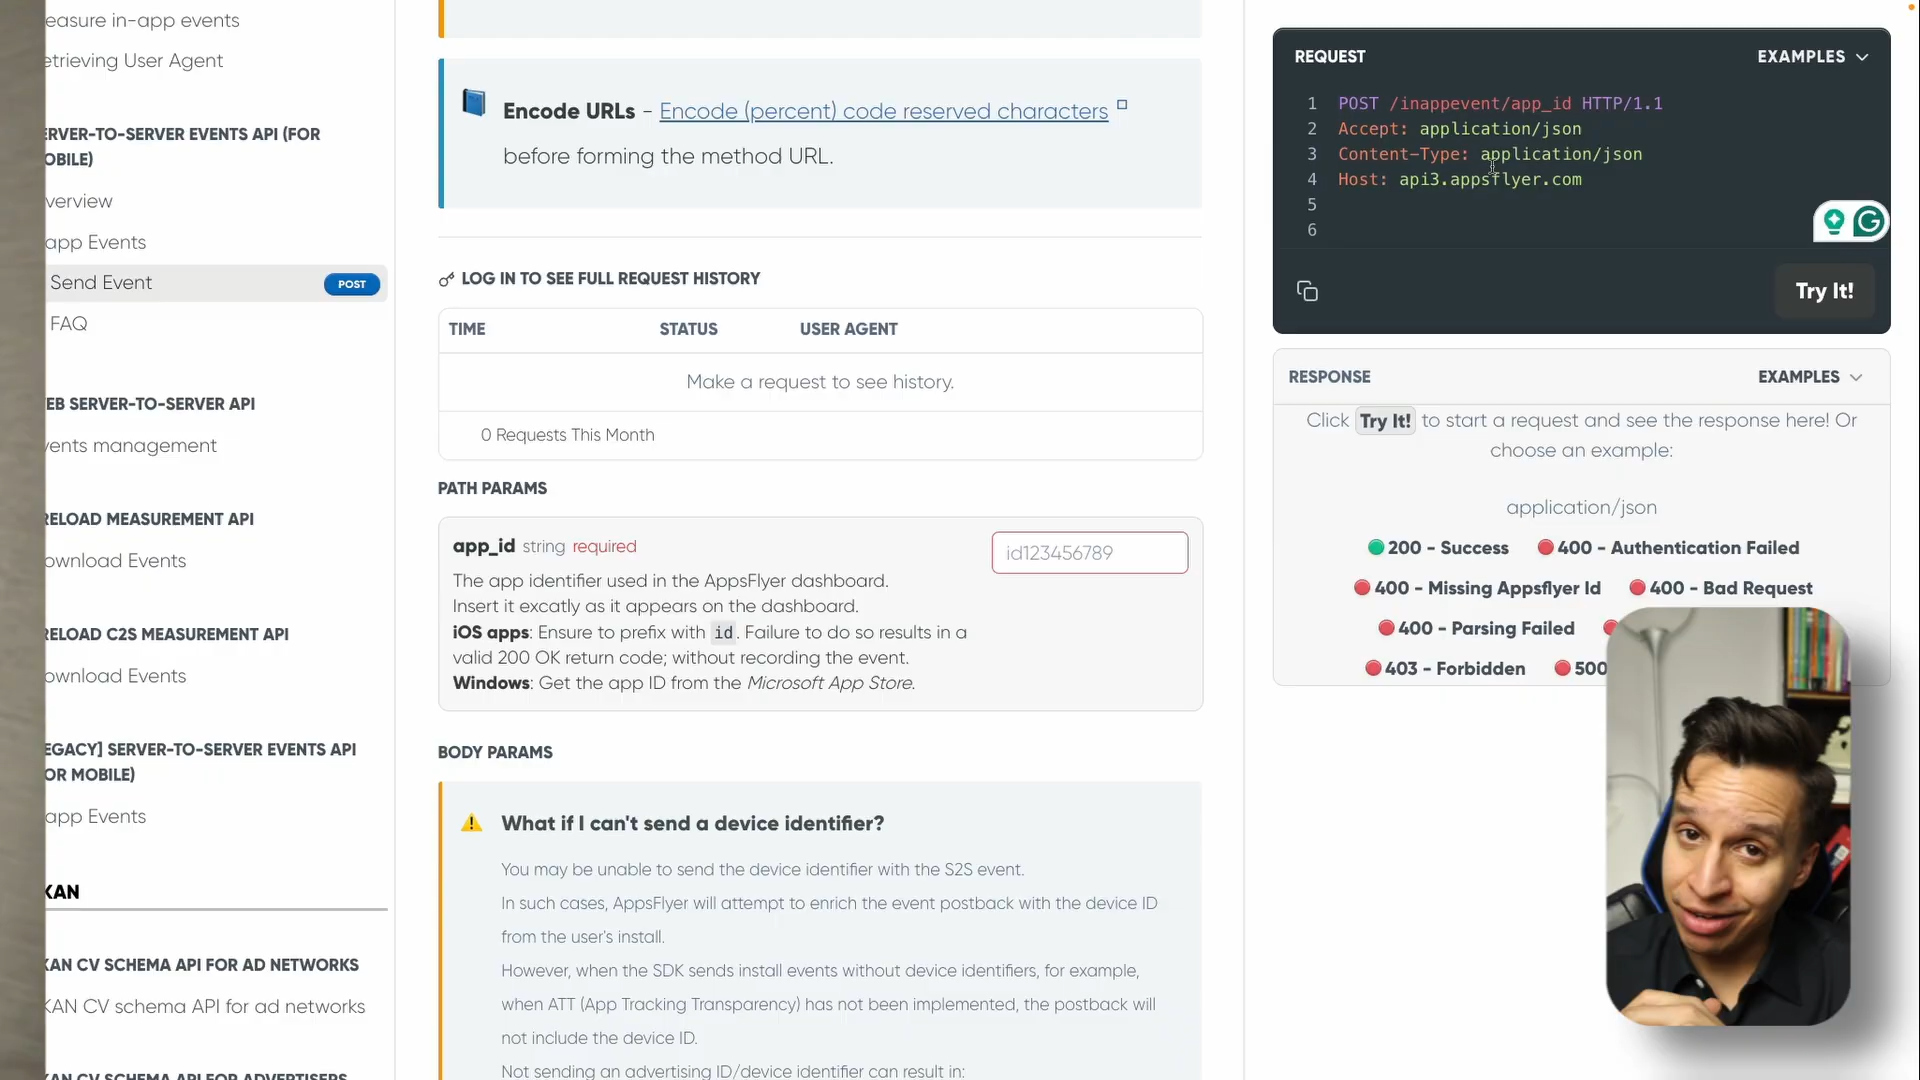 easure in-app events
etrieving User Agent
ERVER-TO-SERVER EVENTS API (FOR
OBILE)
verview
app Events
Send Event POST
FAQ
EB SERVER-TO-SERVER API
vents management
RELOAD MEASUREMENT API
ownload Events
RELOAD C2S MEASUREMENT API
ownload Events
EGACY] SERVER-TO-SERVER EVENTS API
OR MOBILE)
app Events
KAN
KAN CV SCHEMA API FOR AD NETWORKS
KAN CV schema API for ad networks
KAN CV SCHEMA API FOR ADVERTISERS
Encode URLs - Encode (percent) code reserved characters
before forming the method URL.
LOG IN TO SEE FULL REQUEST HISTORY
TIME STATUS USER AGENT
Make a request to see history.
0 Requests This Month
PATH PARAMS
app_id string required id123456789
The app identifier used in the AppsFlyer dashboard.
Insert it excatly as it appears on the dashboard.
iOS apps: Ensure to prefix with id. Failure to do so results in a
valid 200 OK return code; without recording the event.
Windows: Get the app ID from the Microsoft App Store.
BODY PARAMS
What if I can't send a device identifier?
You may be unable to send the device identifier with the S2S event.
In such cases, AppsFlyer will attempt to enrich the event postback with the device ID
from the user's install.
However, when the SDK sends install events without device identifiers, for example,
when ATT (App Tracking Transparency) has not been implemented, the postback will
not include the device ID.
Not sending an advertising ID/device identifier can result in:
REQUEST EXAMPLES
1 POST /inappevent/app_id HTTP/1.1
2 Accept: application/json
3 Content-Type: application/json
4 Host: api3.appsflyer.com
5
6
Try It!
RESPONSE EXAMPLES
Click Try It! to start a request and see the response here! Or
choose an example:
application/json
200 - Success 400 - Authentication Failed
400 - Missing Appsflyer Id 400 - Bad Request
400 - Parsing Failed
403 - Forbidden 500